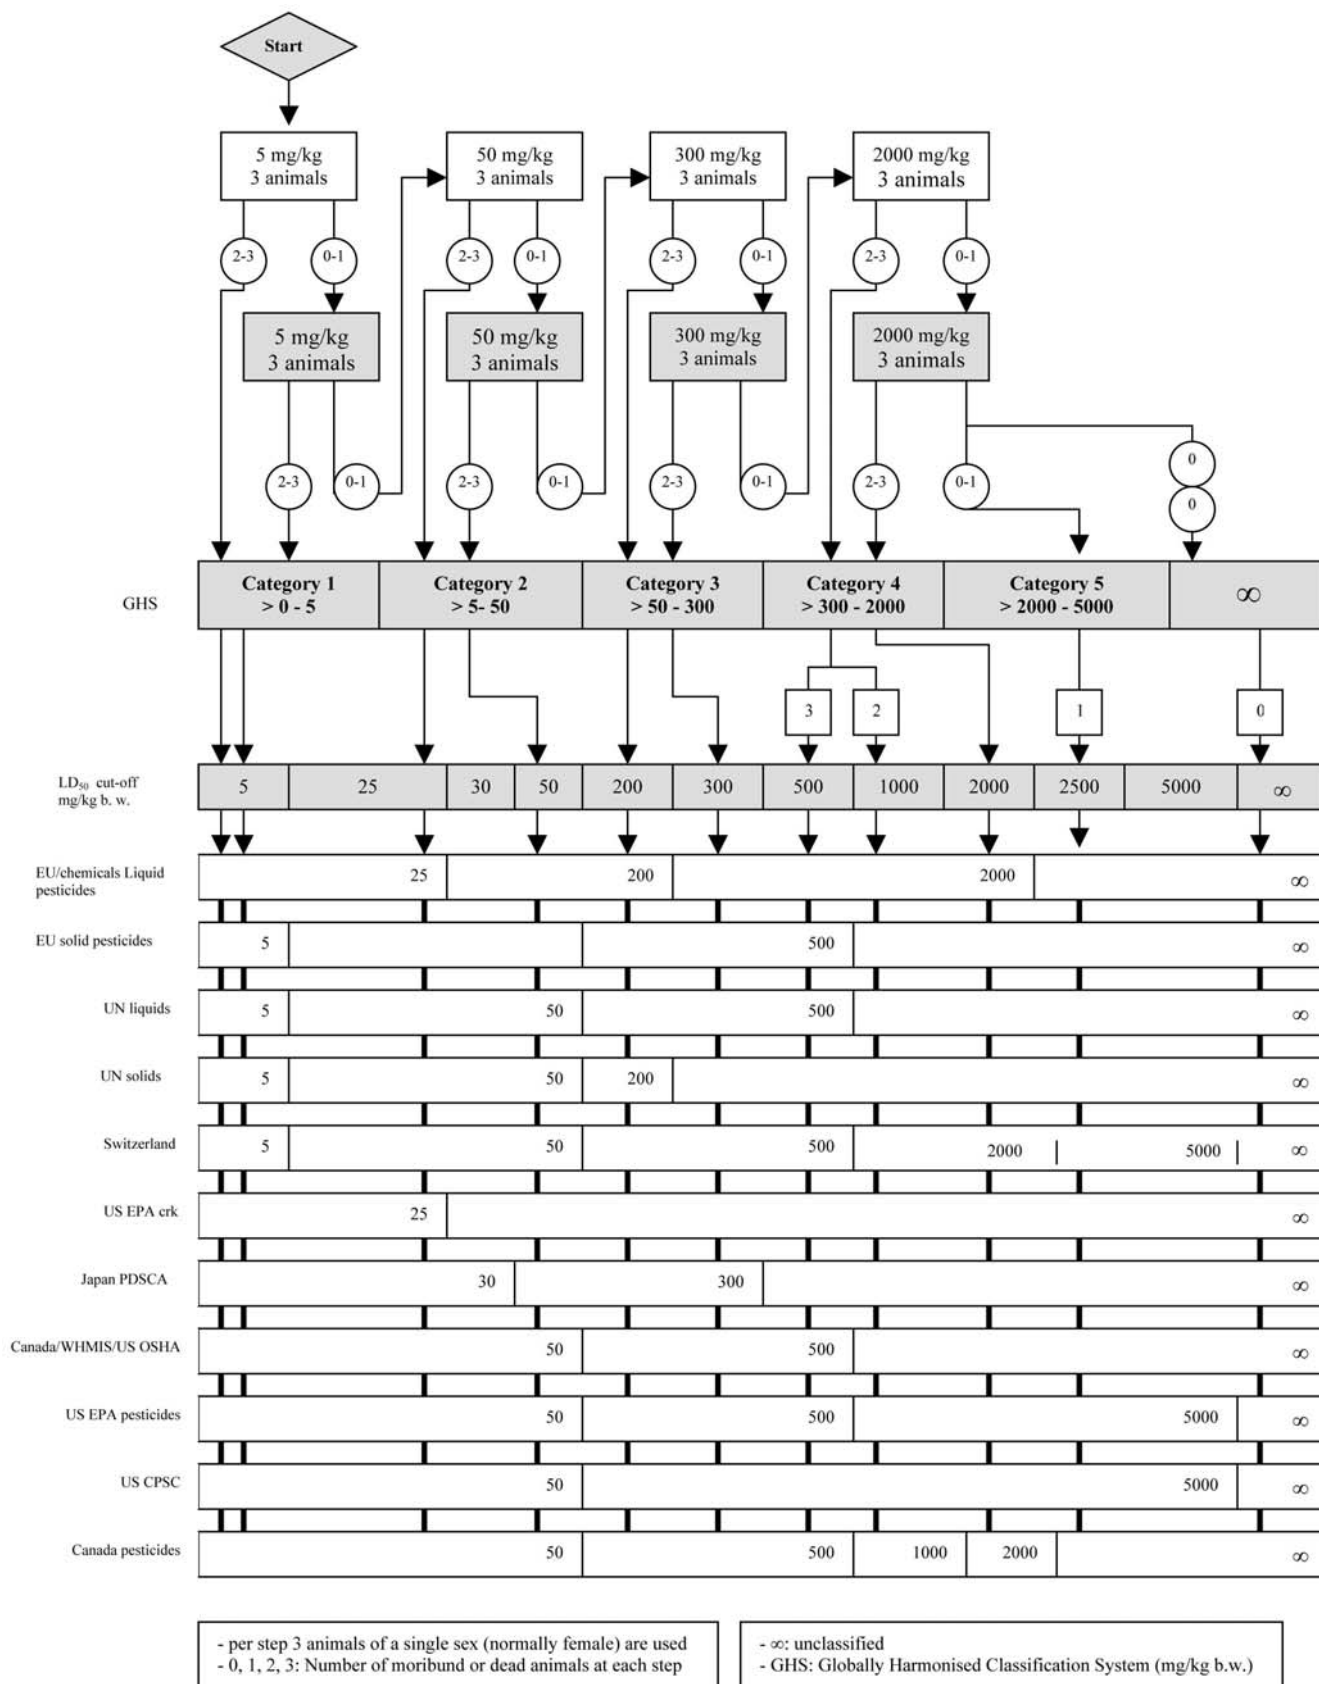 Start
5 mg/kg
3 animals
50 mg/kg
3 animals
300 mg/kg
3 animals
2000 mg/kg
3 animals
2-3
0-1
2-3
0-1
2-3
0-1
2-3
0-1
5 mg/kg
3 animals
50 mg/kg
3 animals
300 mg/kg
3 animals
2000 mg/kg
3 animals
2-3
0-1
2-3
0-1
2-3
0-1
2-3
0-1
0
0
GHS
Category 1
> 0 - 5
Category 2
> 5- 50
Category 3
> 50 - 300
Category 4
> 300 - 2000
Category 5
> 2000 - 5000
∞
3
2
1
0
LD₅₀ cut-off
mg/kg b. w.
5
25
30
50
200
300
500
1000
2000
2500
5000
∞
EU/chemicals Liquid
pesticides
25
200
2000
∞
EU solid pesticides
5
500
∞
UN liquids
5
50
500
∞
UN solids
5
50
200
∞
Switzerland
5
50
500
2000
5000
∞
US EPA crk
25
∞
Japan PDSCA
30
300
∞
Canada/WHMIS/US OSHA
50
500
∞
US EPA pesticides
50
500
5000
∞
US CPSC
50
5000
∞
Canada pesticides
50
500
1000
2000
∞
- per step 3 animals of a single sex (normally female) are used
- 0, 1, 2, 3: Number of moribund or dead animals at each step
- ∞: unclassified
- GHS: Globally Harmonised Classification System (mg/kg b.w.)